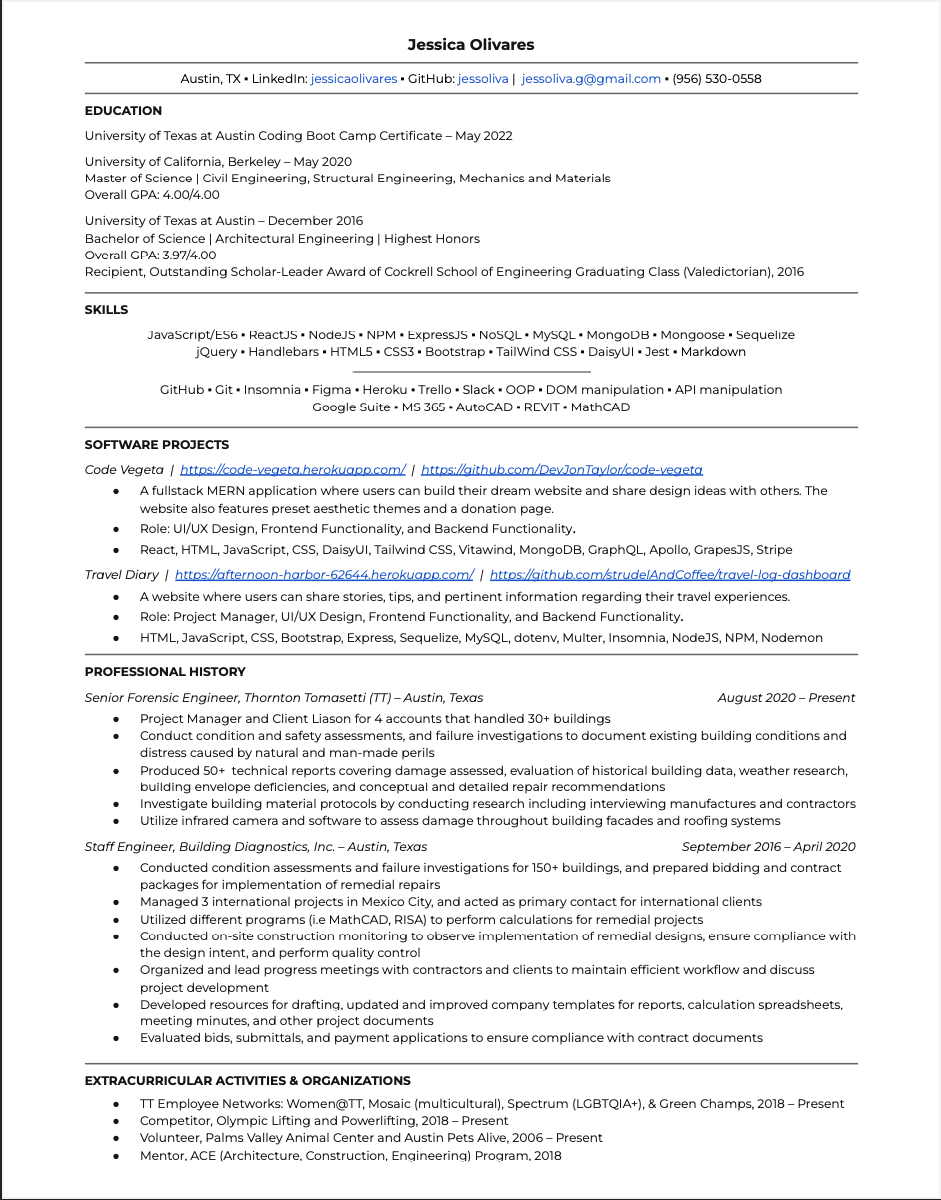 Jessica Olivares
Austin, TX ▪ LinkedIn: jessicaolivares ▪ GitHub: jessoliva | jessoliva.g@gmail.com ▪ (956) 530-0558
EDUCATION
University of Texas at Austin Coding Boot Camp Certificate – May 2022
University of California, Berkeley – May 2020
Master of Science | Civil Engineering, Structural Engineering, Mechanics and Materials
Overall GPA: 4.00/4.00
University of Texas at Austin – December 2016
Bachelor of Science | Architectural Engineering | Highest Honors
Overall GPA: 3.97/4.00
Recipient, Outstanding Scholar-Leader Award of Cockrell School of Engineering Graduating Class (Valedictorian), 2016
SKILLS
JavaScript/ES6 ▪ ReactJS ▪ NodeJS ▪ NPM ▪ ExpressJS ▪ NoSQL ▪ MySQL ▪ MongoDB ▪ Mongoose ▪ Sequelize
jQuery ▪ Handlebars ▪ HTML5 ▪ CSS3 ▪ Bootstrap ▪ TailWind CSS ▪ DaisyUI ▪ Jest ▪ Markdown
GitHub ▪ Git ▪ Insomnia ▪ Figma ▪ Heroku ▪ Trello ▪ Slack ▪ OOP ▪ DOM manipulation ▪ API manipulation
Google Suite ▪ MS 365 ▪ AutoCAD ▪ REVIT ▪ MathCAD
SOFTWARE PROJECTS
Code Vegeta | https://code-vegeta.herokuapp.com/ | https://github.com/DevJonTaylor/code-vegeta
● A fullstack MERN application where users can build their dream website and share design ideas with others. The
website also features preset aesthetic themes and a donation page.
● Role: UI/UX Design, Frontend Functionality, and Backend Functionality.
● React, HTML, JavaScript, CSS, DaisyUI, Tailwind CSS, Vitawind, MongoDB, GraphQL, Apollo, GrapesJS, Stripe
Travel Diary | https://afternoon-harbor-62644.herokuapp.com/ | https://github.com/strudelAndCoffee/travel-log-dashboard
● A website where users can share stories, tips, and pertinent information regarding their travel experiences.
● Role: Project Manager, UI/UX Design, Frontend Functionality, and Backend Functionality.
● HTML, JavaScript, CSS, Bootstrap, Express, Sequelize, MySQL, dotenv, Multer, Insomnia, NodeJS, NPM, Nodemon
PROFESSIONAL HISTORY
Senior Forensic Engineer, Thornton Tomasetti (TT) – Austin, Texas August 2020 – Present
● Project Manager and Client Liason for 4 accounts that handled 30+ buildings
● Conduct condition and safety assessments, and failure investigations to document existing building conditions and
distress caused by natural and man-made perils
● Produced 50+ technical reports covering damage assessed, evaluation of historical building data, weather research,
building envelope deficiencies, and conceptual and detailed repair recommendations
● Investigate building material protocols by conducting research including interviewing manufactures and contractors
● Utilize infrared camera and software to assess damage throughout building facades and roofing systems
Staff Engineer, Building Diagnostics, Inc. – Austin, Texas September 2016 – April 2020
● Conducted condition assessments and failure investigations for 150+ buildings, and prepared bidding and contract
packages for implementation of remedial repairs
● Managed 3 international projects in Mexico City, and acted as primary contact for international clients
● Utilized different programs (i.e MathCAD, RISA) to perform calculations for remedial projects
● Conducted on-site construction monitoring to observe implementation of remedial designs, ensure compliance with
the design intent, and perform quality control
● Organized and lead progress meetings with contractors and clients to maintain efficient workflow and discuss
project development
● Developed resources for drafting, updated and improved company templates for reports, calculation spreadsheets,
meeting minutes, and other project documents
● Evaluated bids, submittals, and payment applications to ensure compliance with contract documents
EXTRACURRICULAR ACTIVITIES & ORGANIZATIONS
● TT Employee Networks: Women@TT, Mosaic (multicultural), Spectrum (LGBTQIA+), & Green Champs, 2018 – Present
● Competitor, Olympic Lifting and Powerlifting, 2018 – Present
● Volunteer, Palms Valley Animal Center and Austin Pets Alive, 2006 – Present
● Mentor, ACE (Architecture, Construction, Engineering) Program, 2018